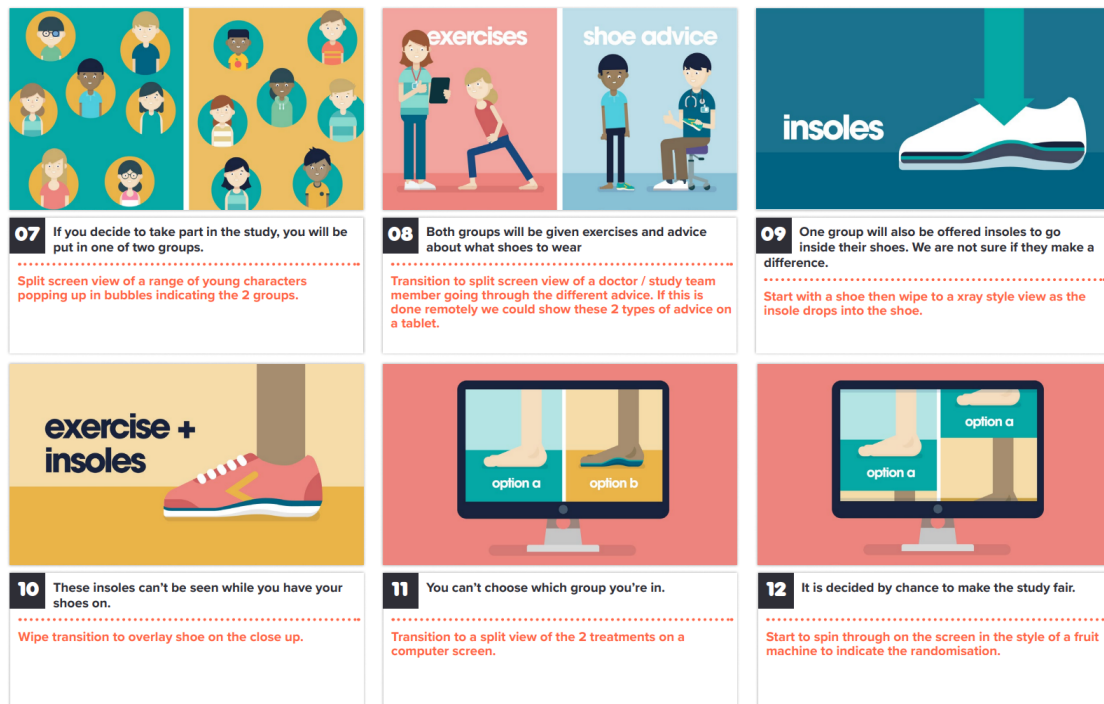 exercises
shoe advice
insoles
07 If you decide to take part in the study, you will be
put in one of two groups.
Split screen view of a range of young characters
popping up in bubbles indicating the 2 groups.
08 Both groups will be given exercises and advice
about what shoes to wear
Transition to split screen view of a doctor / study team
member going through the different advice. If this is
done remotely we could show these 2 types of advice on
a tablet.
09 One group will also be offered insoles to go
inside their shoes. We are not sure if they make a
difference.
Start with a shoe then wipe to a xray style view as the
insole drops into the shoe.
exercise +
insoles
option a
option b
option a
option a
10 These insoles can't be seen while you have your
shoes on.
Wipe transition to overlay shoe on the close up.
11 You can't choose which group you're in.
Transition to a split view of the 2 treatments on a
computer screen.
12 It is decided by chance to make the study fair.
Start to spin through on the screen in the style of a fruit
machine to indicate the randomisation.